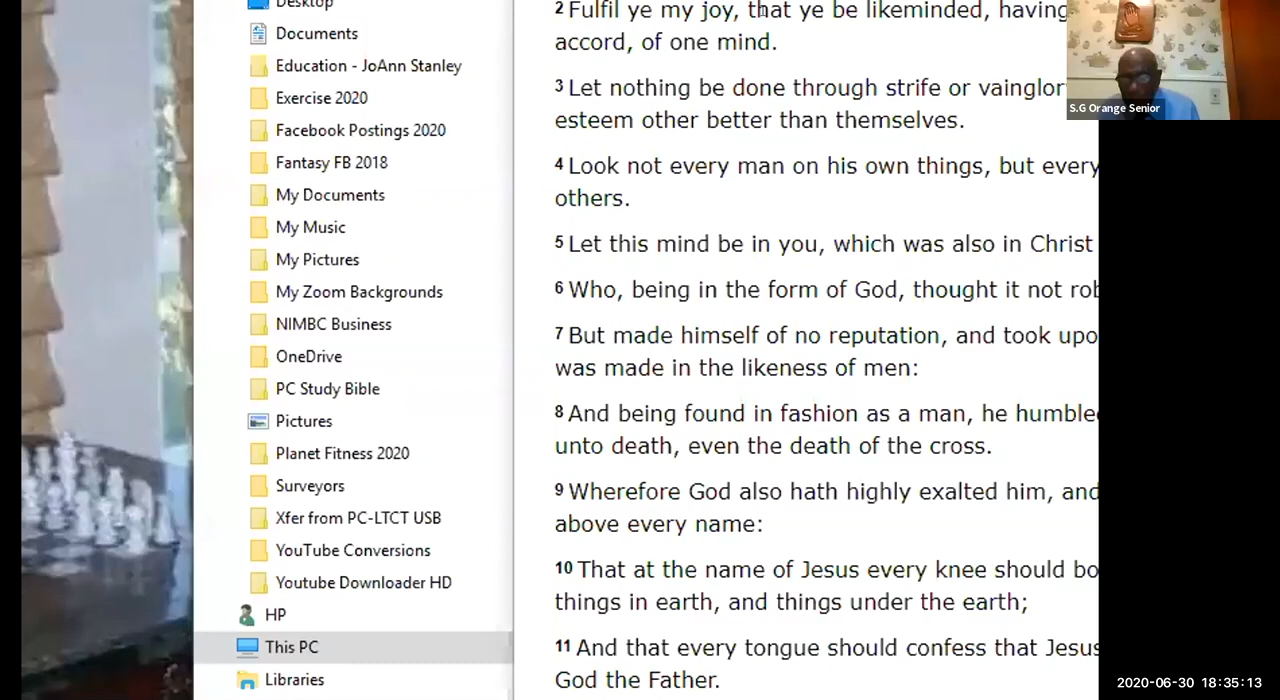 Desktop
Documents
Education - JoAnn Stanley
Exercise 2020
Facebook Postings 2020
Fantasy FB 2018
My Documents
My Music
My Pictures
My Zoom Backgrounds
NIMBC Business
OneDrive
PC Study Bible
Pictures
Planet Fitness 2020
Surveyors
Xfer from PC-LTCT USB
YouTube Conversions
Youtube Downloader HD
HP
This PC
Libraries
2 Fulfil ye my joy, that ye be likeminded, having
accord, of one mind.
3 Let nothing be done through strife or vainglor
esteem other better than themselves.
4 Look not every man on his own things, but every
others.
5 Let this mind be in you, which was also in Christ
6 Who, being in the form of God, thought it not rob
7 But made himself of no reputation, and took upo
was made in the likeness of men:
8 And being found in fashion as a man, he humbled
unto death, even the death of the cross.
9 Wherefore God also hath highly exalted him, and
above every name:
10 That at the name of Jesus every knee should bo
things in earth, and things under the earth;
11 And that every tongue should confess that Jesus
God the Father.
S.G Orange Senior
2020-06-30 18:35:13